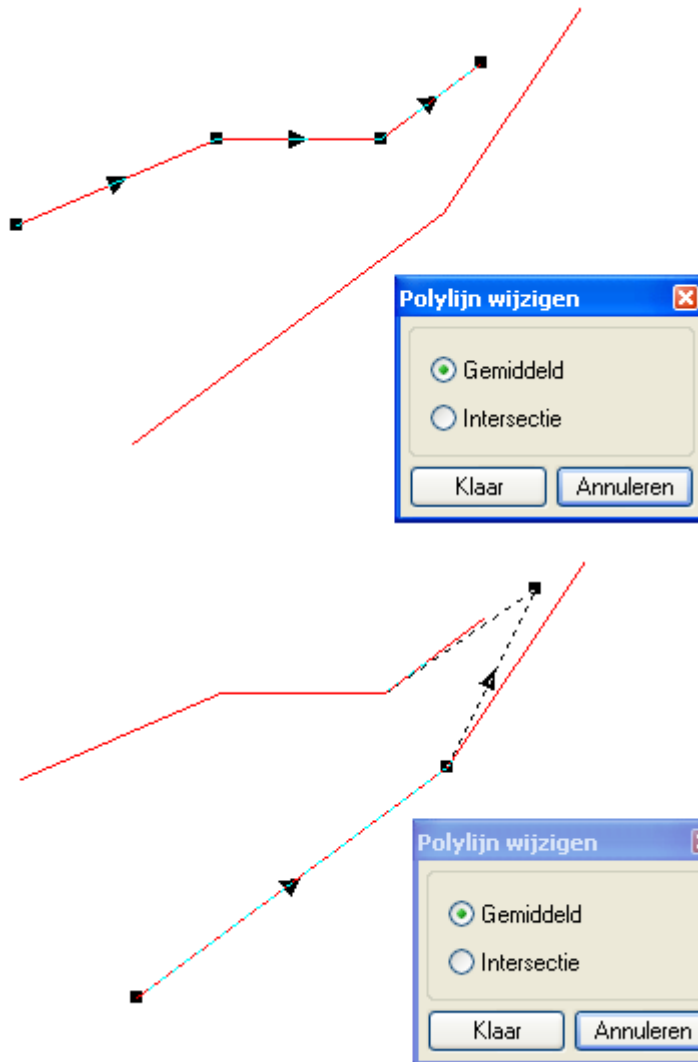 Polylijn wijzigen
Gemiddeld
Intersectie
Klaar Annuleren
Polylijn wijzigen
Gemiddeld
Intersectie
Klaar Annuleren